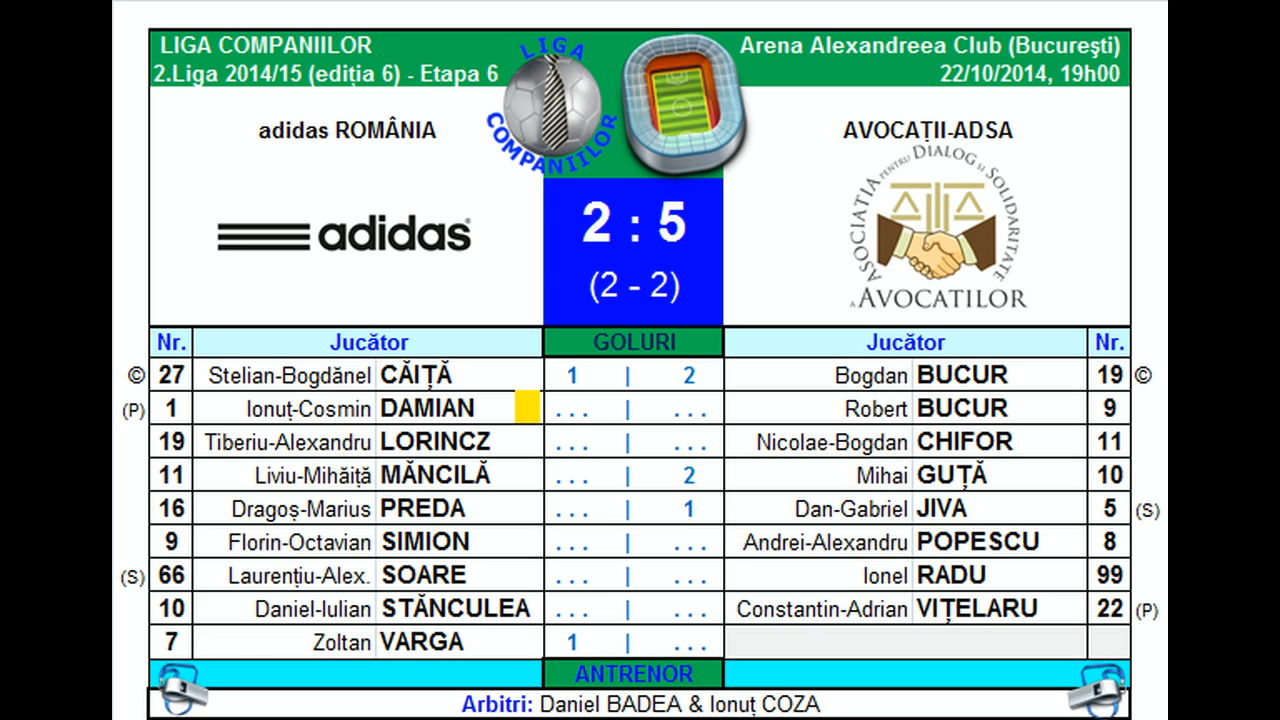 LIGA COMPANIILOR
2.Liga 2014/15 (ediția 6) - Etapa 6
LIGA COMPANIILOR
Arena Alexandreea Club (Bucureşti)
22/10/2014, 19h00
adidas ROMÂNIA
AVOCAȚII-ADSA
adidas®
2 : 5
(2 - 2)
ASOCIATIA PENTRU DIALOG SI SOLIDARITATE
A AVOCATILOR
Nr. Jucător GOLURI Jucător Nr.
© 27 Stelian-Bogdănel CĂIȚĂ 1 | 2 Bogdan BUCUR 19 ©
(P) 1 Ionuț-Cosmin DAMIAN ... | ... Robert BUCUR 9
19 Tiberiu-Alexandru LORINCZ ... | ... Nicolae-Bogdan CHIFOR 11
11 Liviu-Mihăiță MĂNCILĂ ... | 2 Mihai GUȚĂ 10
16 Dragoș-Marius PREDA ... | 1 Dan-Gabriel JIVA 5 (S)
9 Florin-Octavian SIMION ... | ... Andrei-Alexandru POPESCU 8
(S) 66 Laurențiu-Alex. SOARE ... | ... Ionel RADU 99
10 Daniel-Iulian STĂNCULEA ... | ... Constantin-Adrian VIȚELARU 22 (P)
7 Zoltan VARGA 1 | ...
ANTRENOR
Arbitri: Daniel BADEA & Ionuț COZA